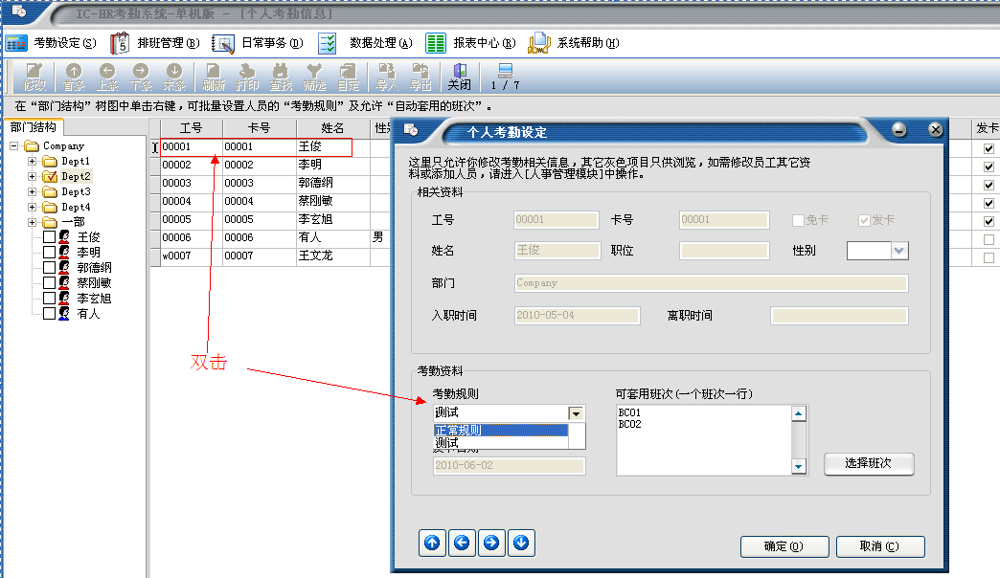 IC-HR考勤系统-单机版 - [个人考勤信息]
考勤设定(S) 排班管理(B) 日常事务(D) 数据处理(A) 报表中心(R) 系统帮助(H)
修改 首条 上条 下条 末条 刷新 打印 查找 筛选 自定 导入 导出 关闭 1 / 7
在“部门结构”树图中单击右键,可批量设置人员的“考勤规则”及允许“自动套用的班次”。
部门结构
Company
Dept1
Dept2
Dept3
Dept4
一部
王俊
李明
郭德纲
蔡刚敏
李玄旭
有人
工号 卡号 姓名 性别 发卡
00001 00001 王俊
00002 00002 李明
00003 00003 郭德纲
00004 00004 蔡刚敏
00005 00005 李玄旭
00006 00006 有人 男
w0007 00007 王文龙
双击
个人考勤设定
这里只允许你修改考勤相关信息,其它灰色项目只供浏览,如需修改员工其它资
料或添加人员,请进入[人事管理模块]中操作。
相关资料
工号 00001 卡号 00001 免卡 发卡
姓名 王俊 职位 性别
部门 Company
入职时间 2010-05-04 离职时间
考勤资料
考勤规则 可套用班次(一个班次一行)
测试
正常规则
测试
BC01
BC02
2010-06-02
选择班次
确定(O) 取消(C)